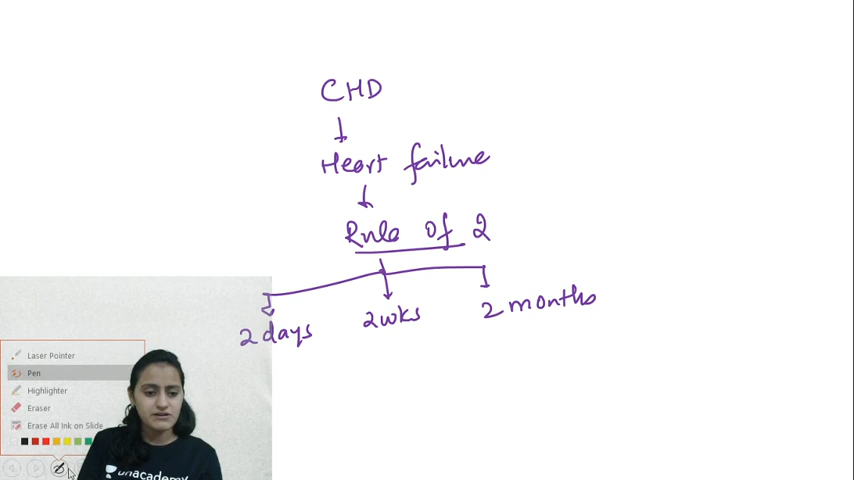 CHD
Heart failure
Rule of 2
2 days 2wks 2 months
Laser Pointer
Pen
Highlighter
Eraser
Erase All Ink on Slide
unacademy